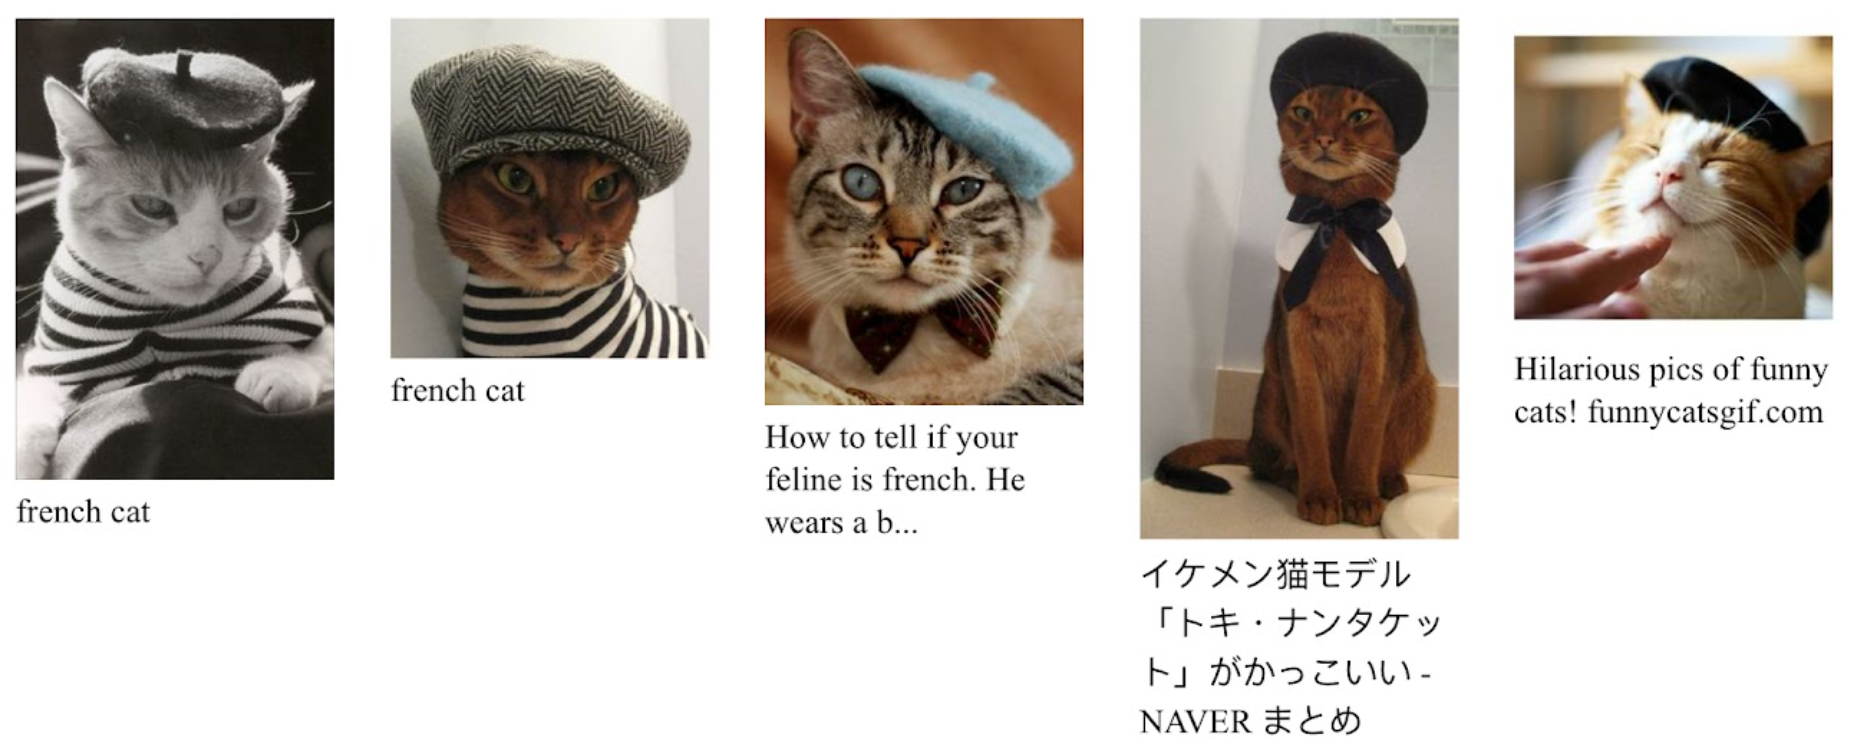 french cat
french cat
How to tell if your
feline is french. He
wears a b...
イケメン猫モデル
「トキ・ナンタケッ
ト」がかっこいい -
NAVER まとめ
Hilarious pics of funny
cats! funnycatsgif.com